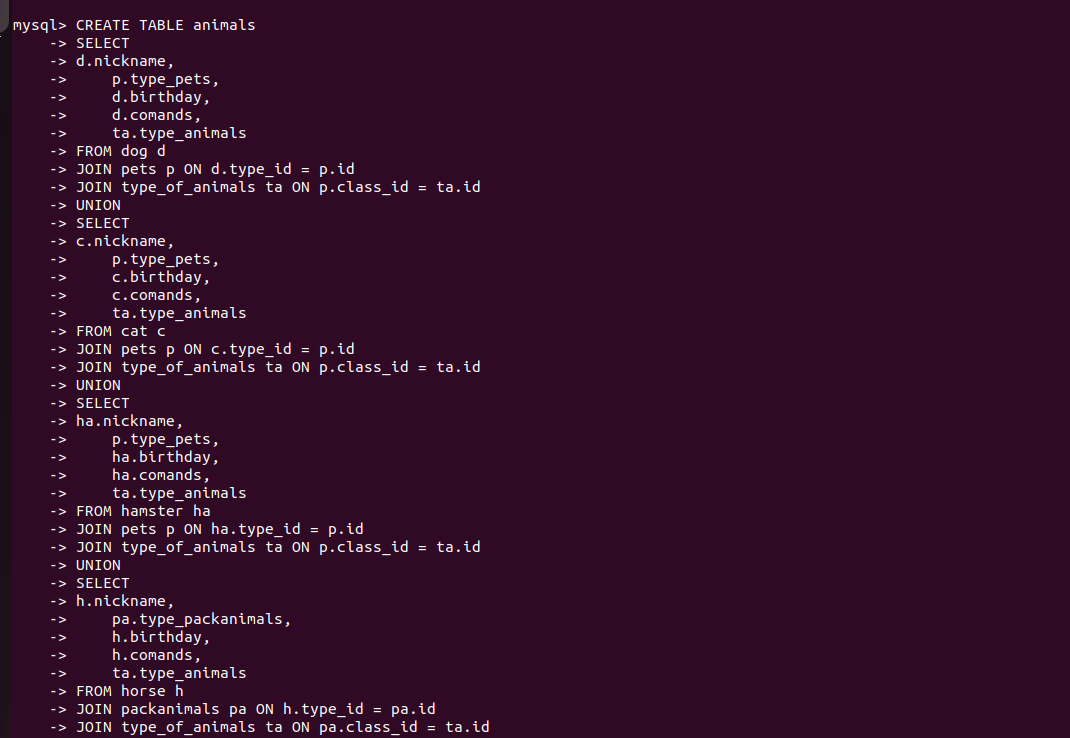 mysql> CREATE TABLE animals
    -> SELECT
    -> d.nickname,
    ->     p.type_pets,
    ->     d.birthday,
    ->     d.comands,
    ->     ta.type_animals
    -> FROM dog d
    -> JOIN pets p ON d.type_id = p.id
    -> JOIN type_of_animals ta ON p.class_id = ta.id
    -> UNION
    -> SELECT
    -> c.nickname,
    ->     p.type_pets,
    ->     c.birthday,
    ->     c.comands,
    ->     ta.type_animals
    -> FROM cat c
    -> JOIN pets p ON c.type_id = p.id
    -> JOIN type_of_animals ta ON p.class_id = ta.id
    -> UNION
    -> SELECT
    -> ha.nickname,
    ->     p.type_pets,
    ->     ha.birthday,
    ->     ha.comands,
    ->     ta.type_animals
    -> FROM hamster ha
    -> JOIN pets p ON ha.type_id = p.id
    -> JOIN type_of_animals ta ON p.class_id = ta.id
    -> UNION
    -> SELECT
    -> h.nickname,
    ->     pa.type_packanimals,
    ->     h.birthday,
    ->     h.comands,
    ->     ta.type_animals
    -> FROM horse h
    -> JOIN packanimals pa ON h.type_id = pa.id
    -> JOIN type_of_animals ta ON pa.class_id = ta.id